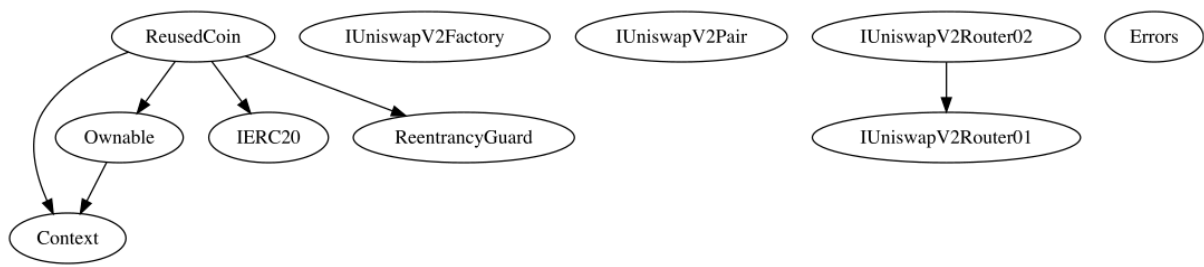 ReusedCoin
IUniswapV2Factory
IUniswapV2Pair
IUniswapV2Router02
Errors
Ownable
IERC20
ReentrancyGuard
IUniswapV2Router01
Context